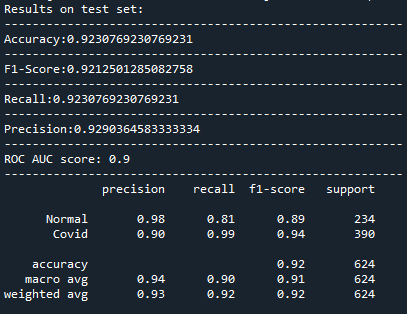 Results on test set:
----------------------------------------------------------
Accuracy:0.9230769230769231
----------------------------------------------------------
F1-Score:0.9212501285082758
----------------------------------------------------------
Recall:0.9230769230769231
----------------------------------------------------------
Precision:0.9290364583333334
----------------------------------------------------------
ROC AUC score: 0.9
----------------------------------------------------------
precision recall f1-score support
Normal 0.98 0.81 0.89 234
Covid 0.90 0.99 0.94 390
accuracy 0.92 624
macro avg 0.94 0.90 0.91 624
weighted avg 0.93 0.92 0.92 624